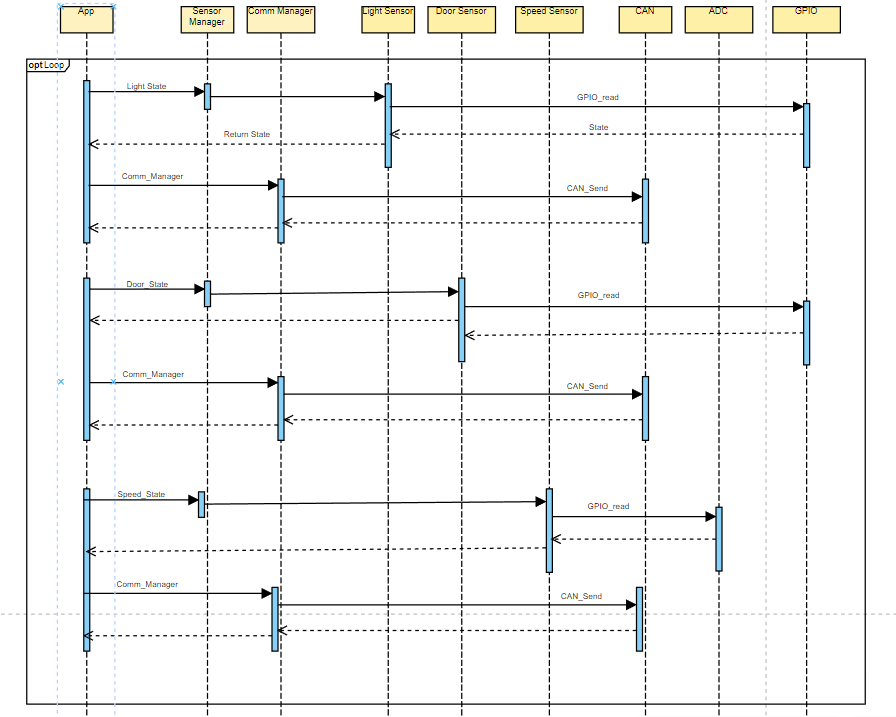 App
Sensor
Manager
Comm Manager
Light Sensor
Door Sensor
Speed Sensor
CAN
ADC
GPIO
opt Loop
Light State
GPIO_read
State
Return State
Comm_Manager
CAN_Send
Door_State
GPIO_read
Comm_Manager
CAN_Send
Speed_State
GPIO_read
Comm_Manager
CAN_Send